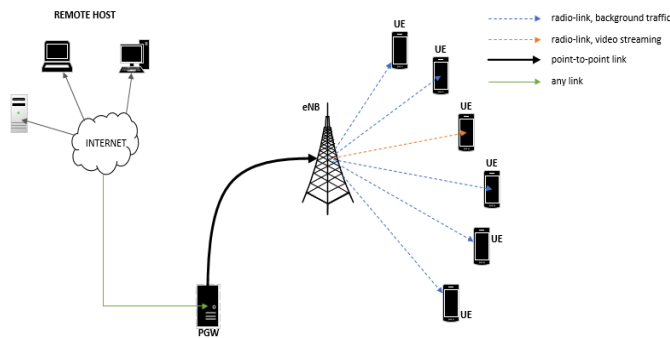 REMOTE HOST
radio-link, background traffic
radio-link, video streaming
point-to-point link
any link
UE
UE
eNB
UE
INTERNET
UE
UE
UE
PGW